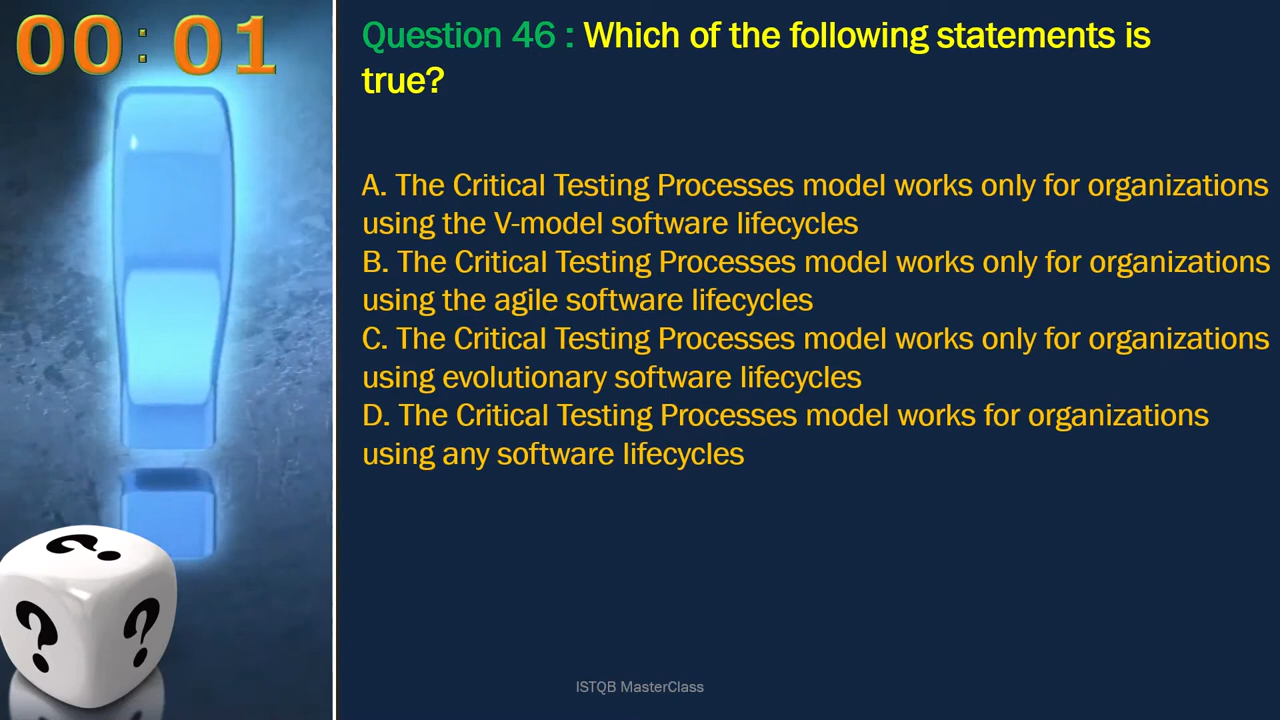 00:01
Question 46 : Which of the following statements is
true?
A. The Critical Testing Processes model works only for organizations
using the V-model software lifecycles
B. The Critical Testing Processes model works only for organizations
using the agile software lifecycles
C. The Critical Testing Processes model works only for organizations
using evolutionary software lifecycles
D. The Critical Testing Processes model works for organizations
using any software lifecycles
? ? ?
ISTQB MasterClass